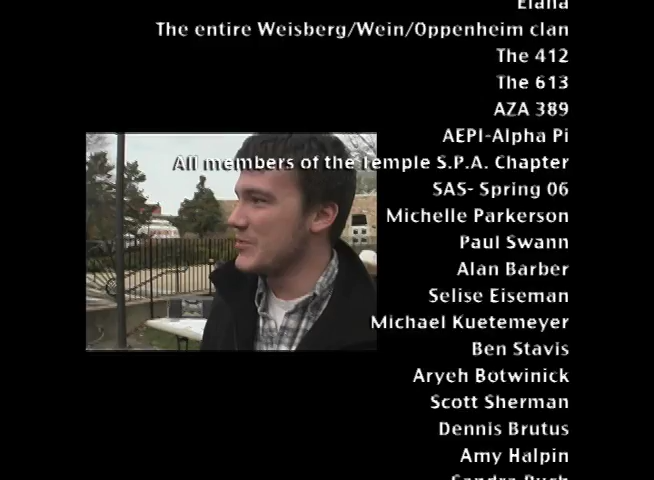 Elana
The entire Weisberg/Wein/Oppenheim clan
The 412
The 613
AZA 389
AEPI-Alpha Pi
All members of the Temple S.P.A. Chapter
SAS- Spring 06
Michelle Parkerson
Paul Swann
Alan Barber
Selise Eiseman
Michael Kuetemeyer
Ben Stavis
Aryeh Botwinick
Scott Sherman
Dennis Brutus
Amy Halpin